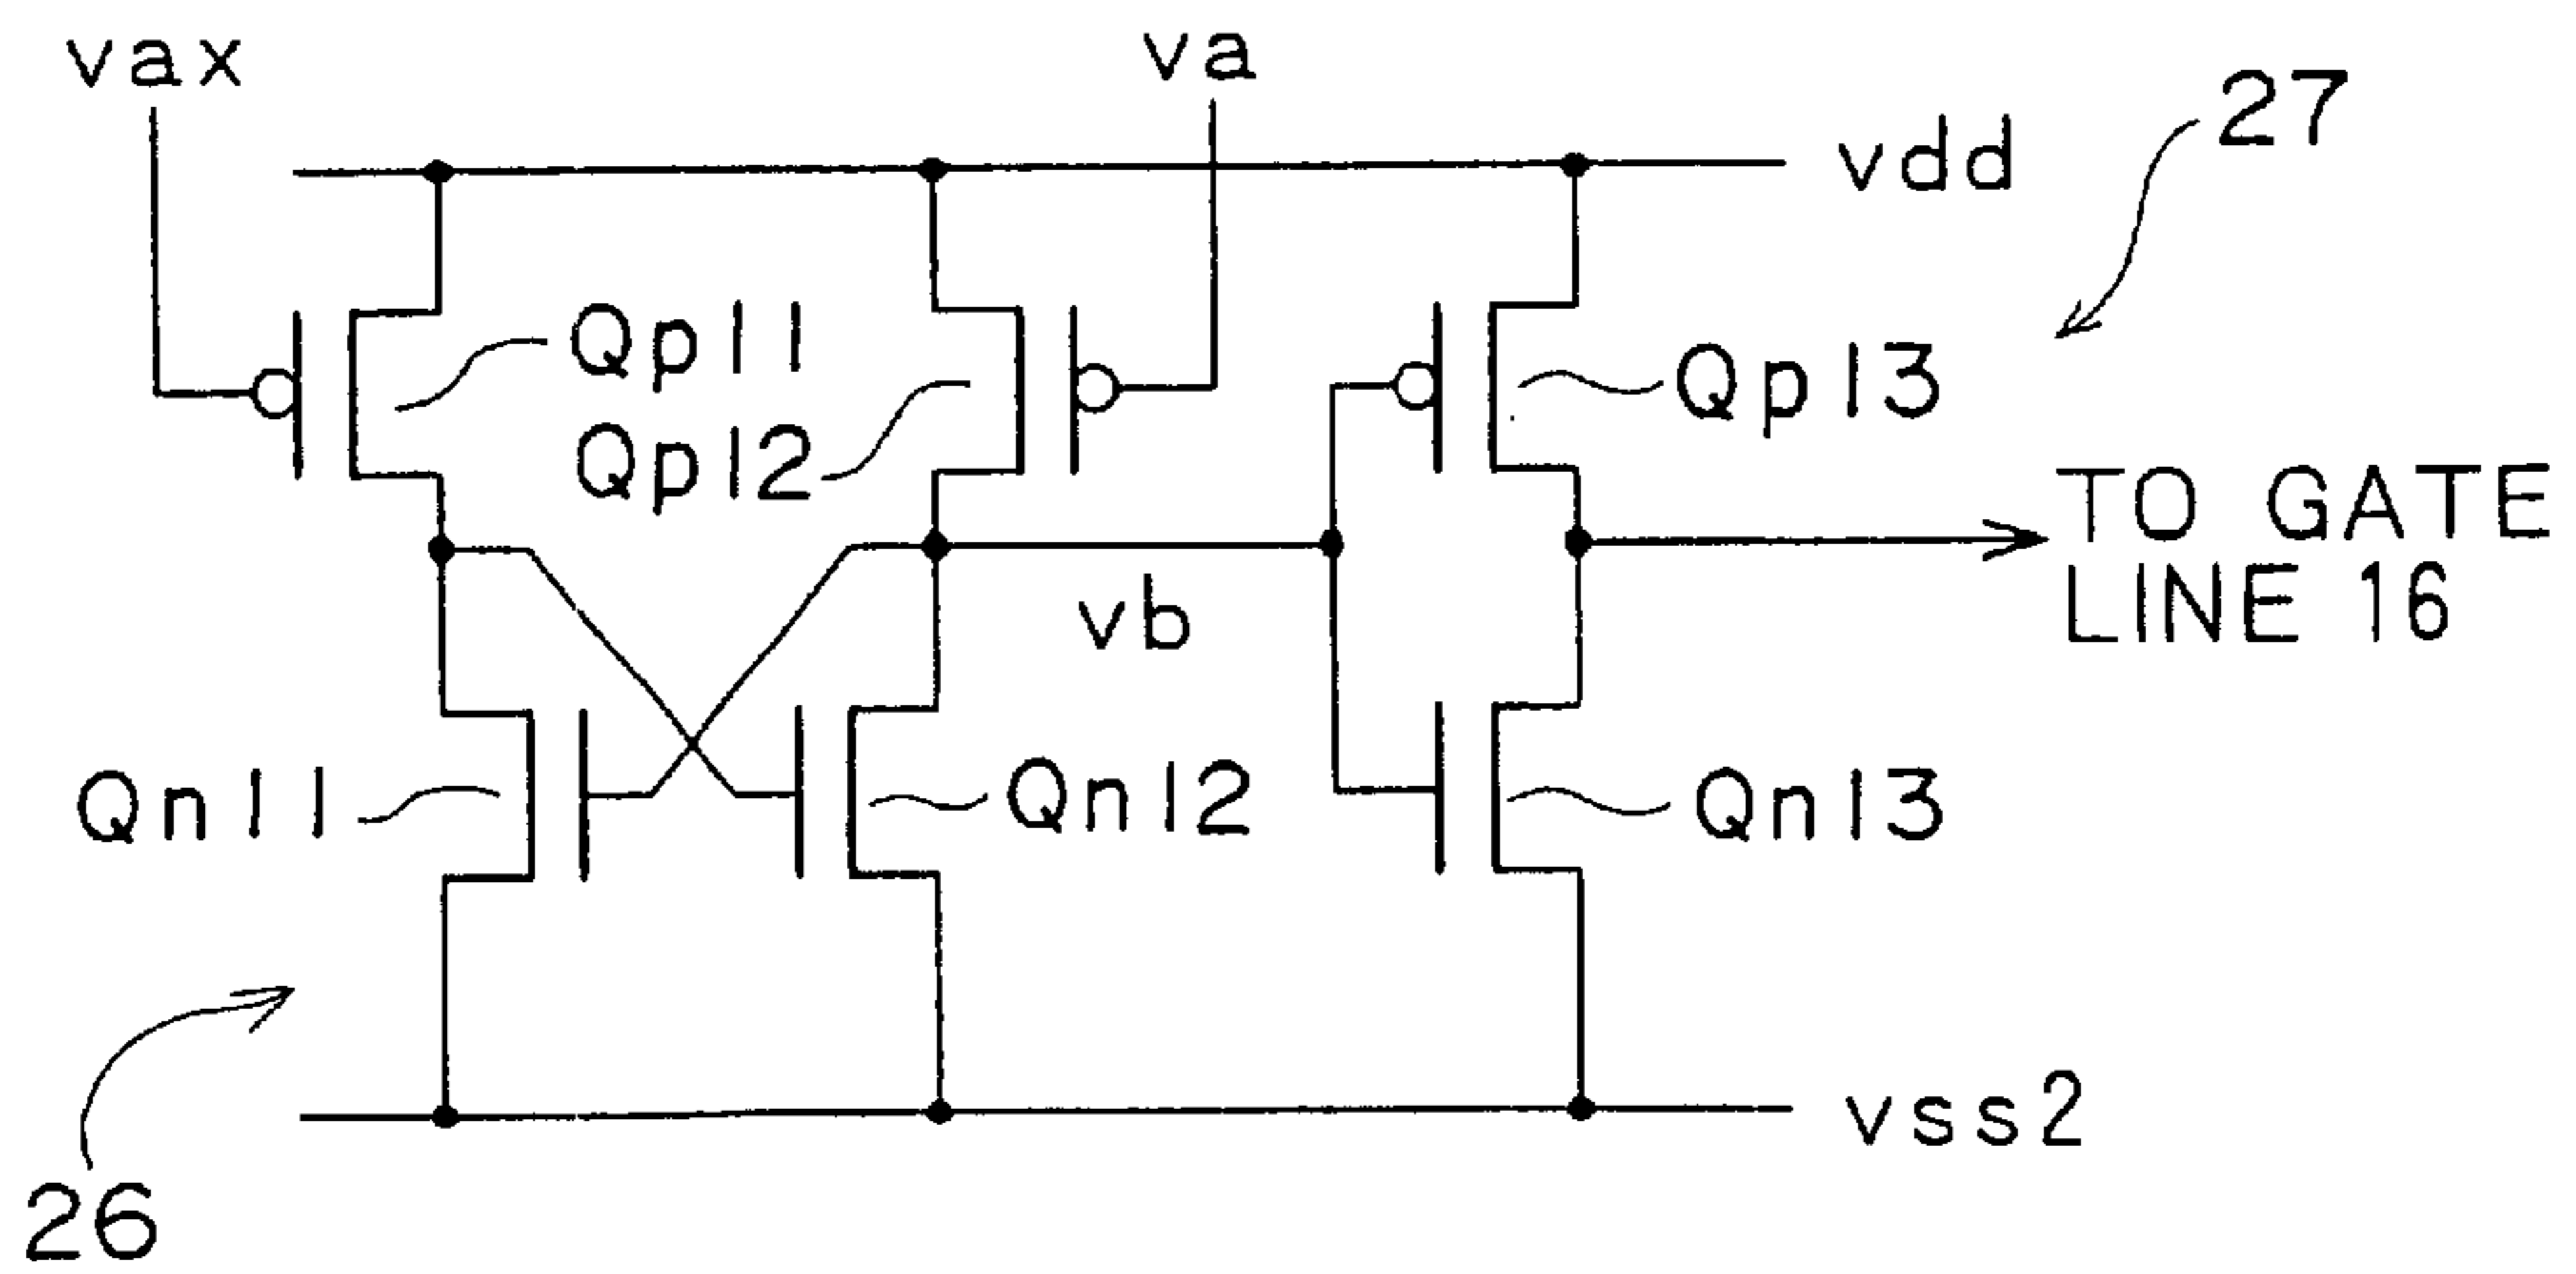 vax
va
27
vdd
Qp11
Qp12
Qp13
TO GATE
LINE 16
vb
Qn11
Qn12
Qn13
vss2
26